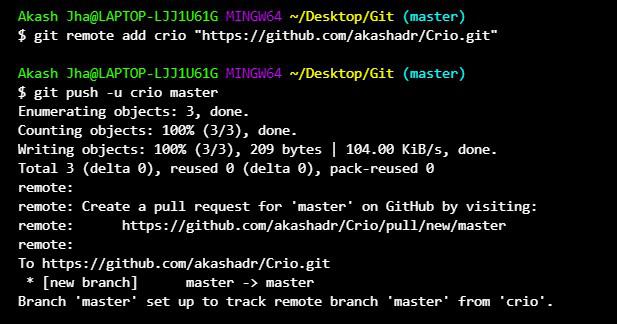 Akash Jha@LAPTOP-LJJ1U61G MINGW64 ~/Desktop/Git (master)
$ git remote add crio "https://github.com/akashadr/Crio.git"
Akash Jha@LAPTOP-LJJ1U61G MINGW64 ~/Desktop/Git (master)
$ git push -u crio master
Enumerating objects: 3, done.
Counting objects: 100% (3/3), done.
Writing objects: 100% (3/3), 209 bytes | 104.00 KiB/s, done.
Total 3 (delta 0), reused 0 (delta 0), pack-reused 0
remote:
remote: Create a pull request for 'master' on GitHub by visiting:
remote:      https://github.com/akashadr/Crio/pull/new/master
remote:
To https://github.com/akashadr/Crio.git
 * [new branch]      master -> master
Branch 'master' set up to track remote branch 'master' from 'crio'.